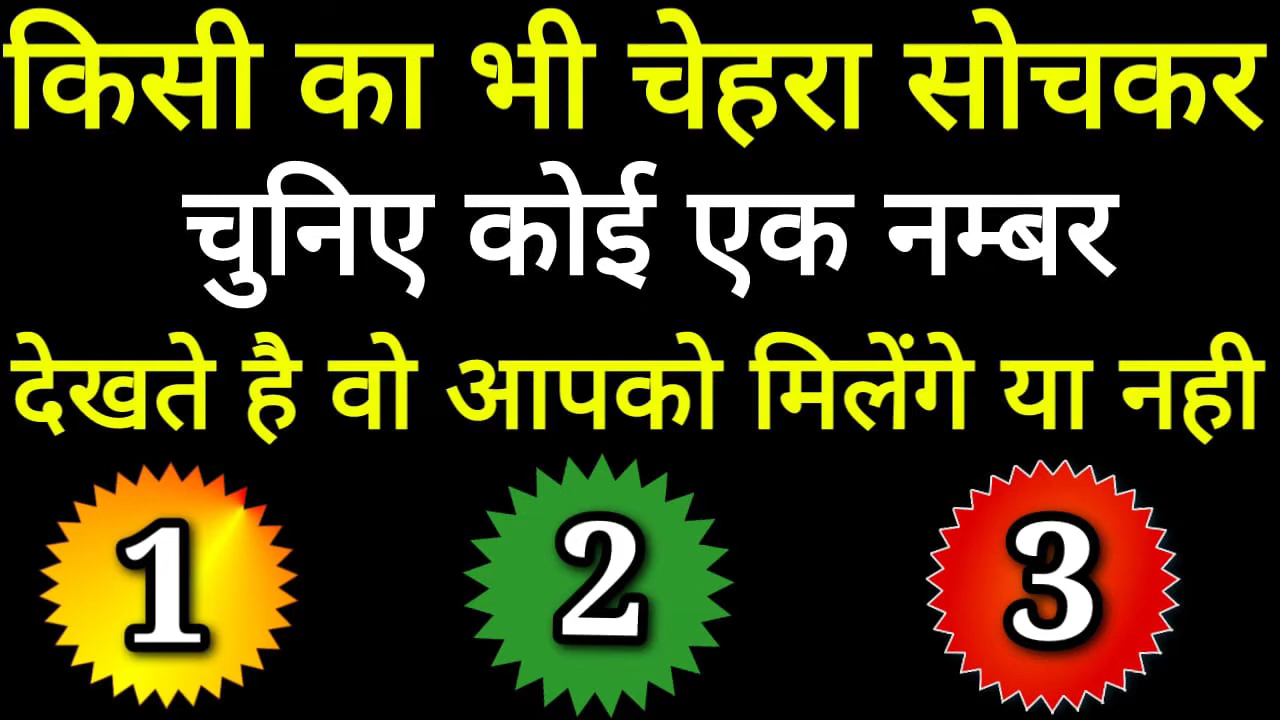 किसी का भी चेहरा सोचकर
चुनिए कोई एक नम्बर
देखते है वो आपको मिलेंगे या नही
1 2 3